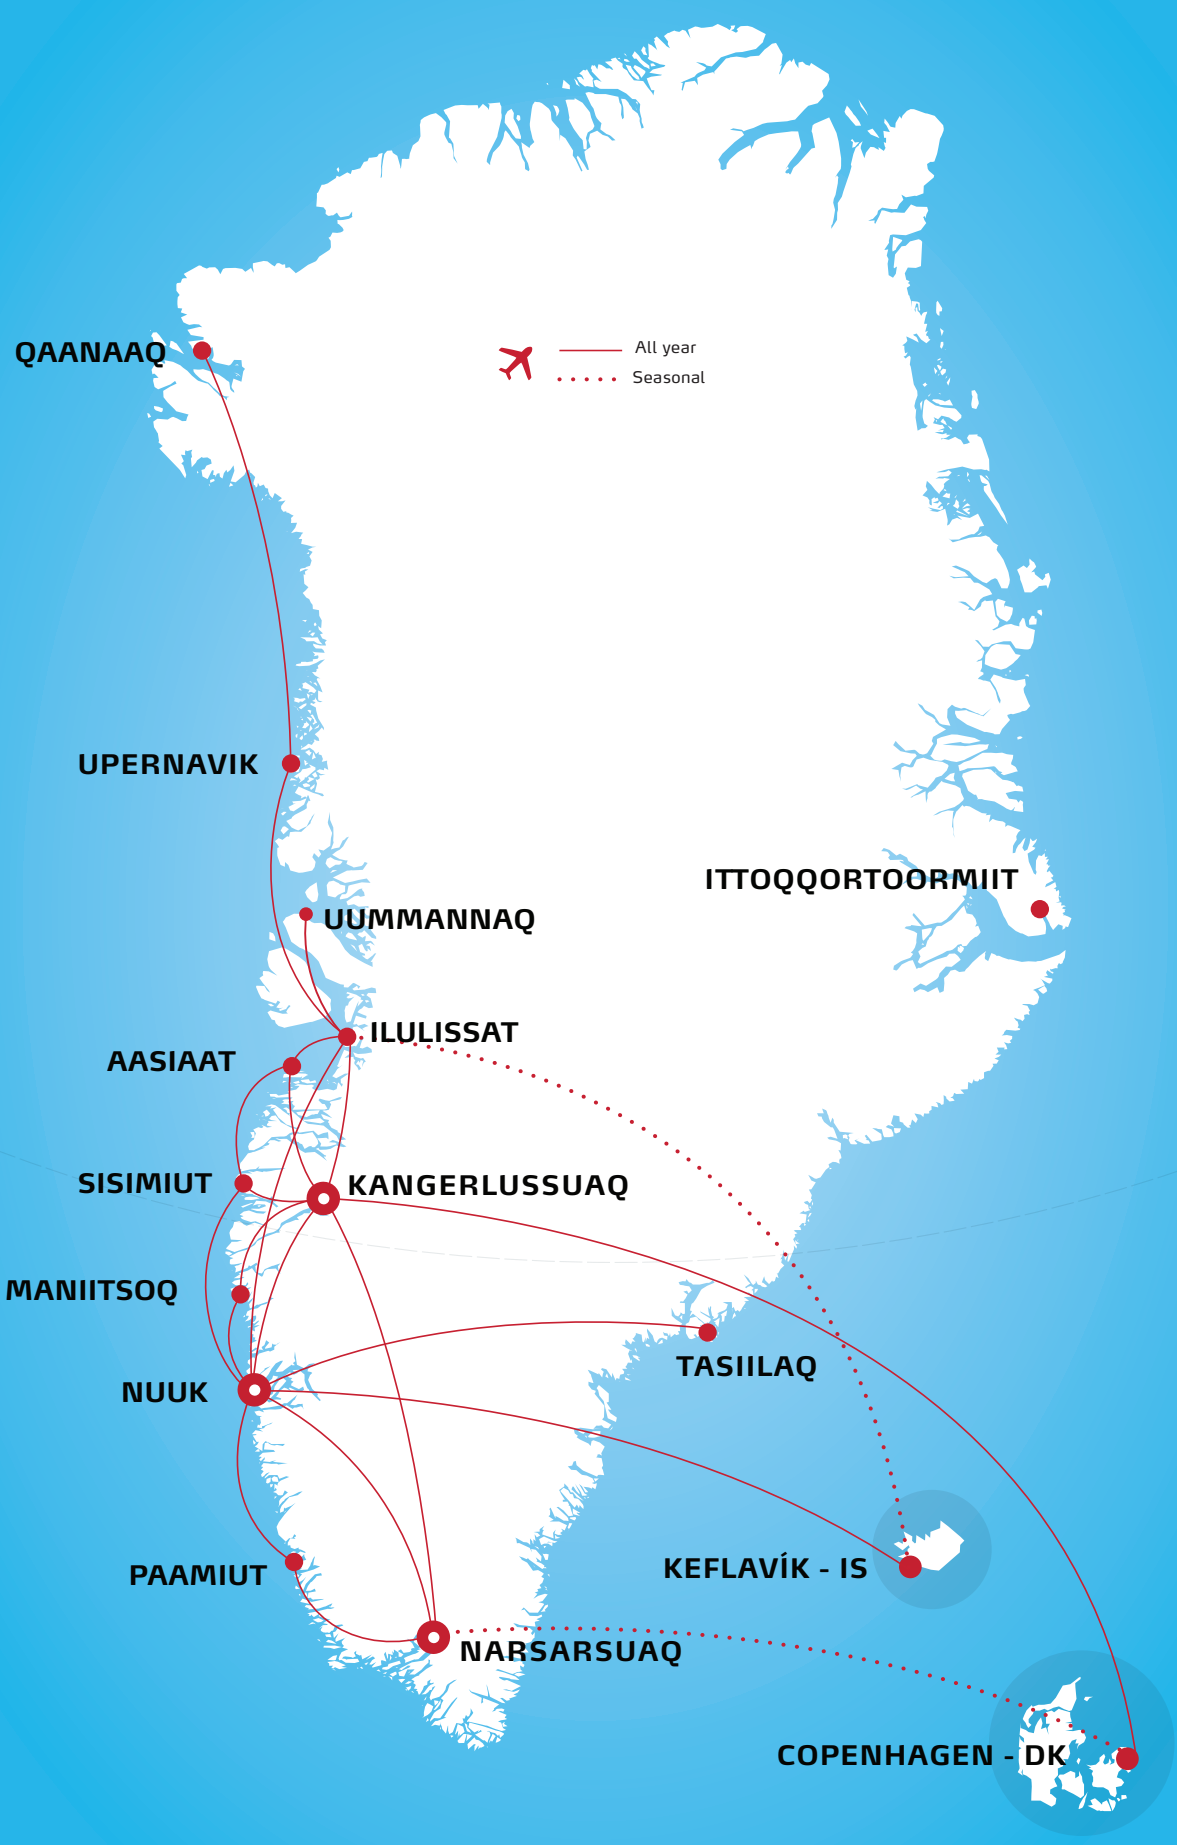 QAANAAQ
All year
Seasonal
UPERNAVIK
ITTOQQORTOORMIIT
UUMMANNAQ
ILULISSAT
AASIAAT
SISIMIUT
KANGERLUSSUAQ
MANIITSOQ
TASIILAQ
NUUK
KEFLAVÍK - IS
PAAMIUT
NARSARSUAQ
COPENHAGEN - DK